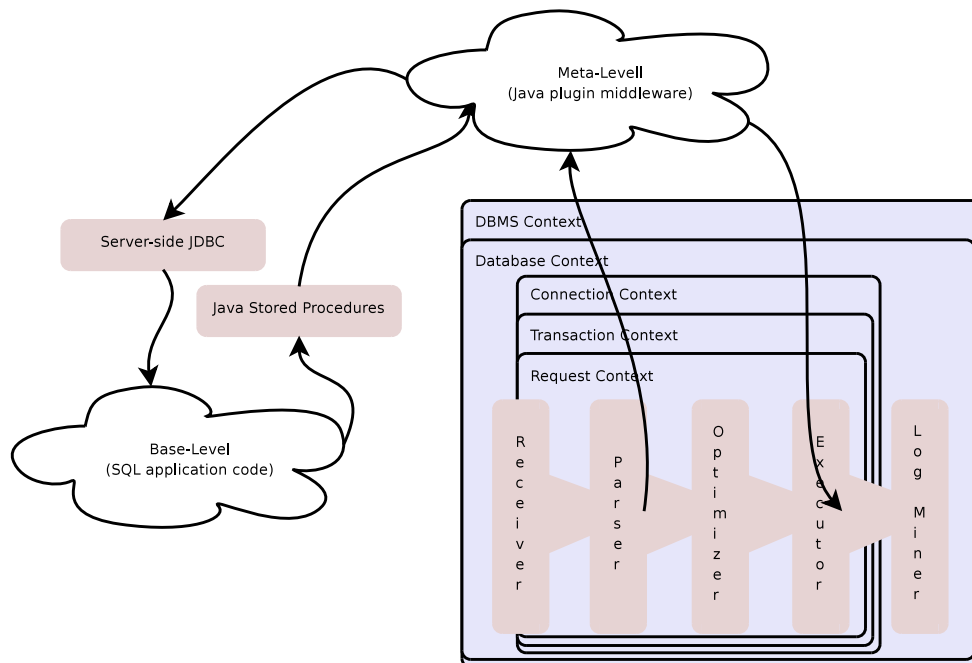 Meta-Levell
(Java plugin middleware)
Server-side JDBC
Java Stored Procedures
Base-Level
(SQL application code)
DBMS Context
Database Context
Connection Context
Transaction Context
Request Context
Receiver
Parser
Optimizer
Executor
Log Miner